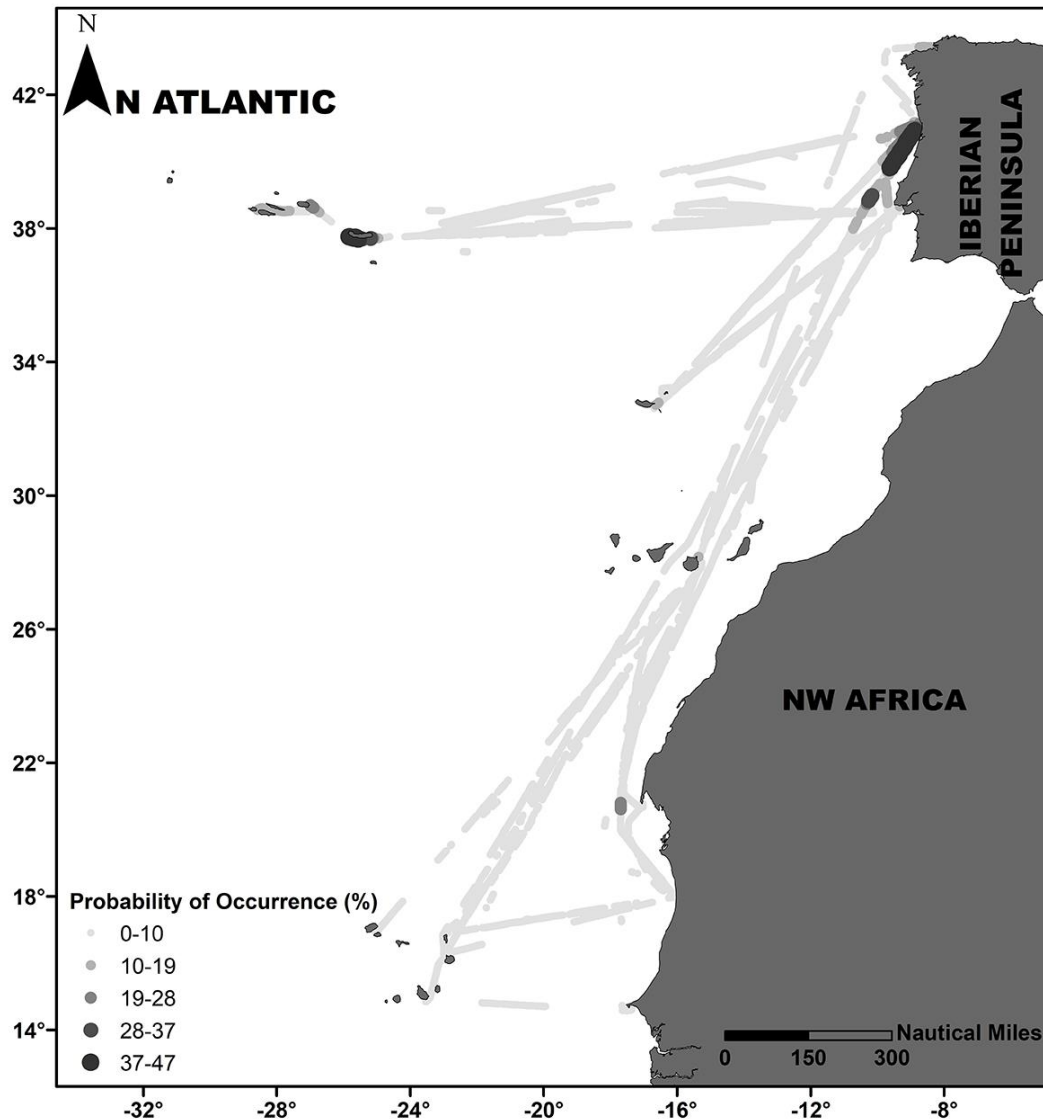 N
N ATLANTIC
IBERIAN
PENINSULA
NW AFRICA
42°
38°
34°
30°
26°
22°
18°
14°
Probability of Occurrence (%)
0-10
10-19
19-28
28-37
37-47
Nautical Miles
0 150 300
-32° -28° -24° -20° -16° -12° -8°